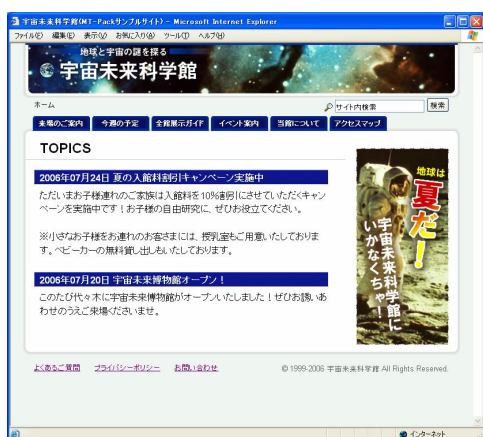 宇宙未来科学館(MT-Packサンプルサイト) - Microsoft Internet Explorer
ファイル(F) 編集(E) 表示(V) お気に入り(A) ツール(T) ヘルプ(H)
地球と宇宙の謎を探る
宇宙未来科学館
ホーム
サイト内検索 検索
来場のご案内 今週の予定 全館展示ガイド イベント案内 当館について アクセスマップ
TOPICS
2006年07月24日 夏の入館料割引キャンペーン実施中
ただいまお子様連れのご家族は入館料を10%割引にさせていただくキャン
ペーンを実施中です！お子様の自由研究に、ぜひお役立てください。
※小さなお子様をお連れのお客さまには、授乳室もご用意いたしておりま
す。ベビーカーの無料貸し出しもいたしております。
2006年07月20日 宇宙未来博物館オープン！
このたび代々木に宇宙未来博物館がオープンいたしました！ぜひお誘いあ
わせのうえご来場くださいませ。
地球は
夏だ！
宇宙未来科学館に
いかなくちゃ！
よくあるご質問 プライバシーポリシー お問い合わせ
© 1999-2006 宇宙未来科学館 All Rights Reserved.
インターネット